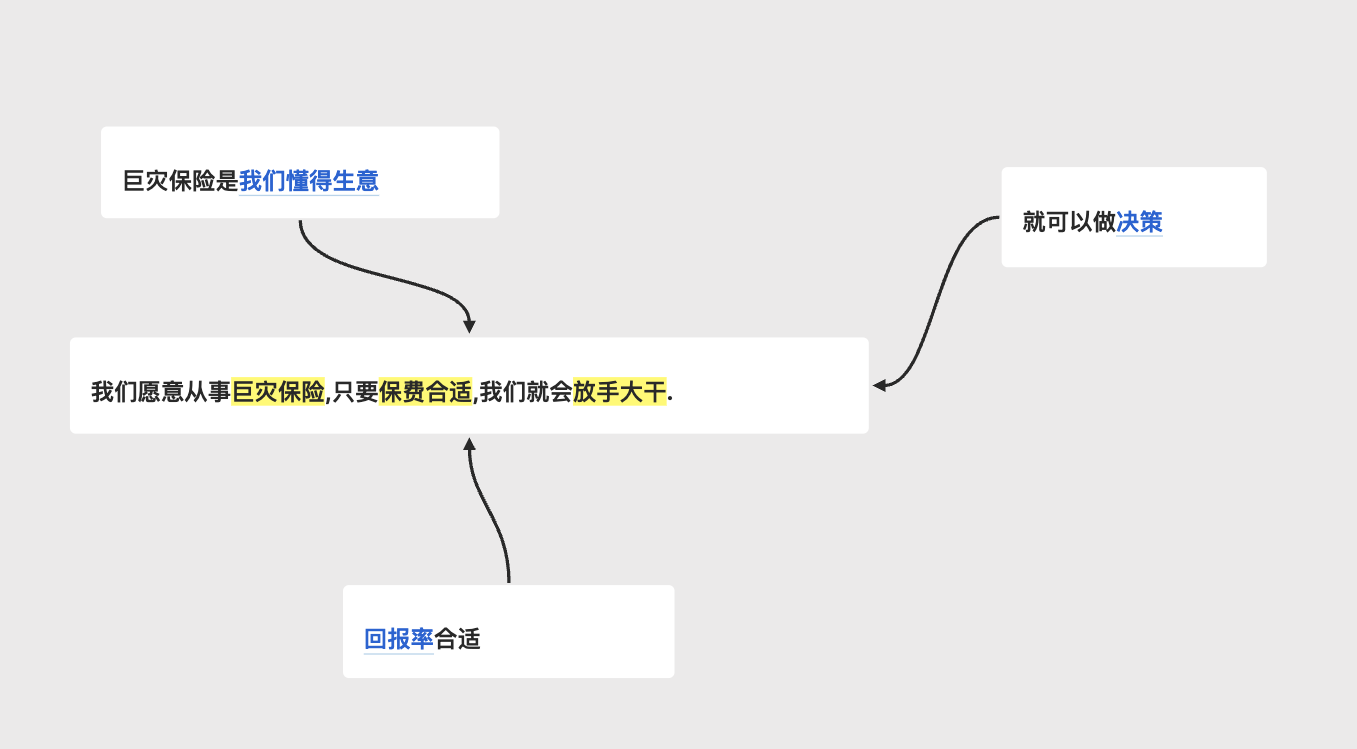 巨灾保险是我们懂得生意
就可以做决策
我们愿意从事巨灾保险,只要保费合适,我们就会放手大干.
回报率合适